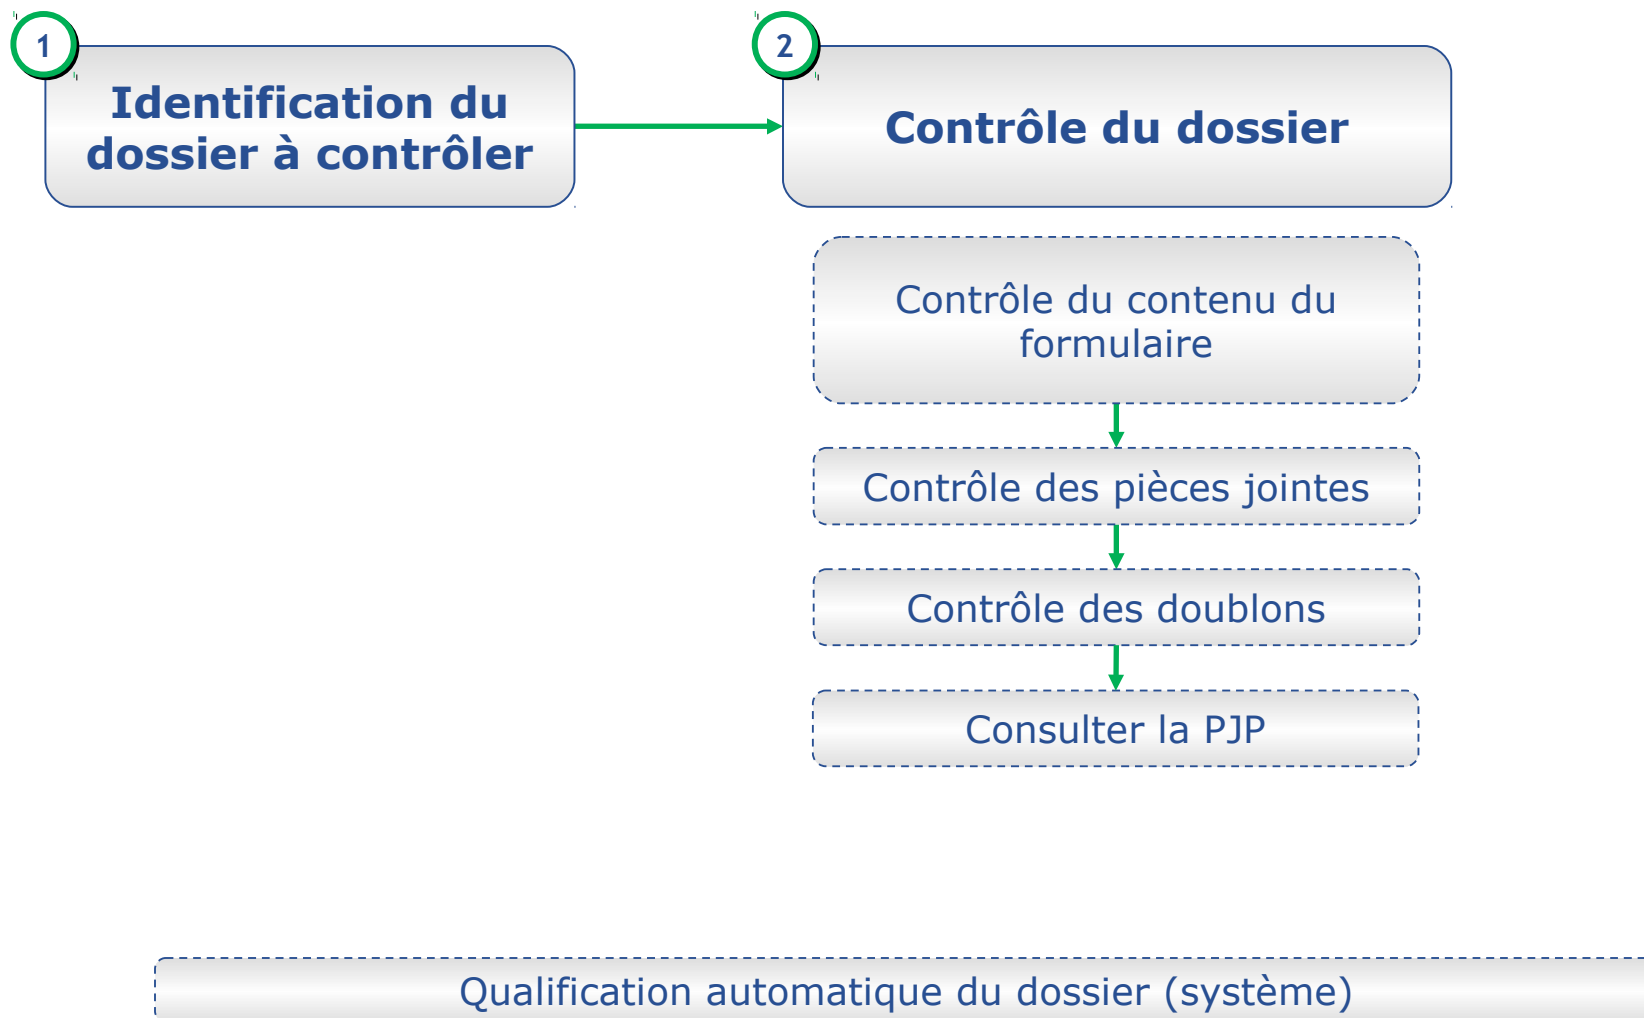 1
Identification du
dossier à contrôler
2
Contrôle du dossier
Contrôle du contenu du
formulaire
Contrôle des pièces jointes
Contrôle des doublons
Consulter la PJP
Qualification automatique du dossier (système)